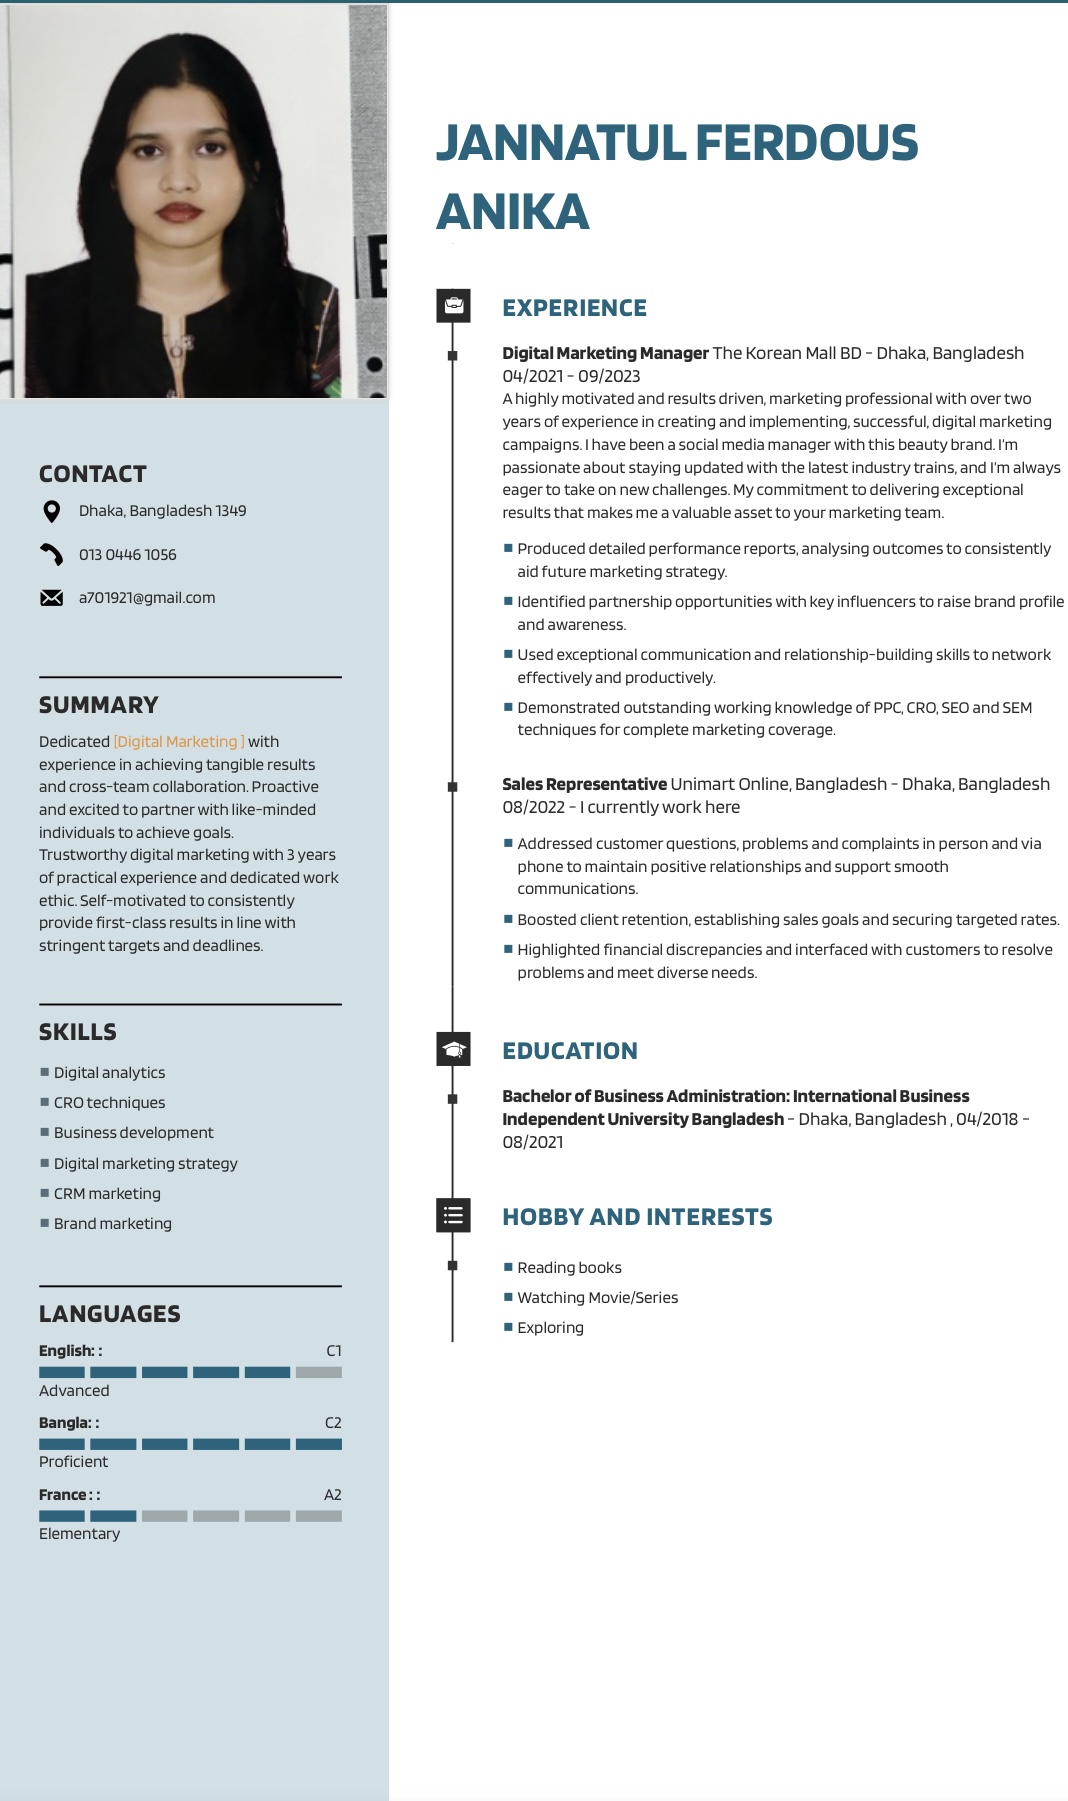 JANNATUL FERDOUS
ANIKA
CONTACT
Dhaka, Bangladesh 1349
013 0446 1056
a701921@gmail.com
SUMMARY
Dedicated [Digital Marketing ] with
experience in achieving tangible results
and cross-team collaboration. Proactive
and excited to partner with like-minded
individuals to achieve goals.
Trustworthy digital marketing with 3 years
of practical experience and dedicated work
ethic. Self-motivated to consistently
provide first-class results in line with
stringent targets and deadlines.
SKILLS
Digital analytics
CRO techniques
Business development
Digital marketing strategy
CRM marketing
Brand marketing
LANGUAGES
English: : C1
Advanced
Bangla: : C2
Proficient
France : : A2
Elementary
EXPERIENCE
Digital Marketing Manager The Korean Mall BD - Dhaka, Bangladesh
04/2021 - 09/2023
A highly motivated and results driven, marketing professional with over two
years of experience in creating and implementing, successful, digital marketing
campaigns. I have been a social media manager with this beauty brand. I'm
passionate about staying updated with the latest industry trains, and I'm always
eager to take on new challenges. My commitment to delivering exceptional
results that makes me a valuable asset to your marketing team.
Produced detailed performance reports, analysing outcomes to consistently
aid future marketing strategy.
Identified partnership opportunities with key influencers to raise brand profile
and awareness.
Used exceptional communication and relationship-building skills to network
effectively and productively.
Demonstrated outstanding working knowledge of PPC, CRO, SEO and SEM
techniques for complete marketing coverage.
Sales Representative Unimart Online, Bangladesh - Dhaka, Bangladesh
08/2022 - I currently work here
Addressed customer questions, problems and complaints in person and via
phone to maintain positive relationships and support smooth
communications.
Boosted client retention, establishing sales goals and securing targeted rates.
Highlighted financial discrepancies and interfaced with customers to resolve
problems and meet diverse needs.
EDUCATION
Bachelor of Business Administration: International Business
Independent University Bangladesh - Dhaka, Bangladesh , 04/2018 -
08/2021
HOBBY AND INTERESTS
Reading books
Watching Movie/Series
Exploring